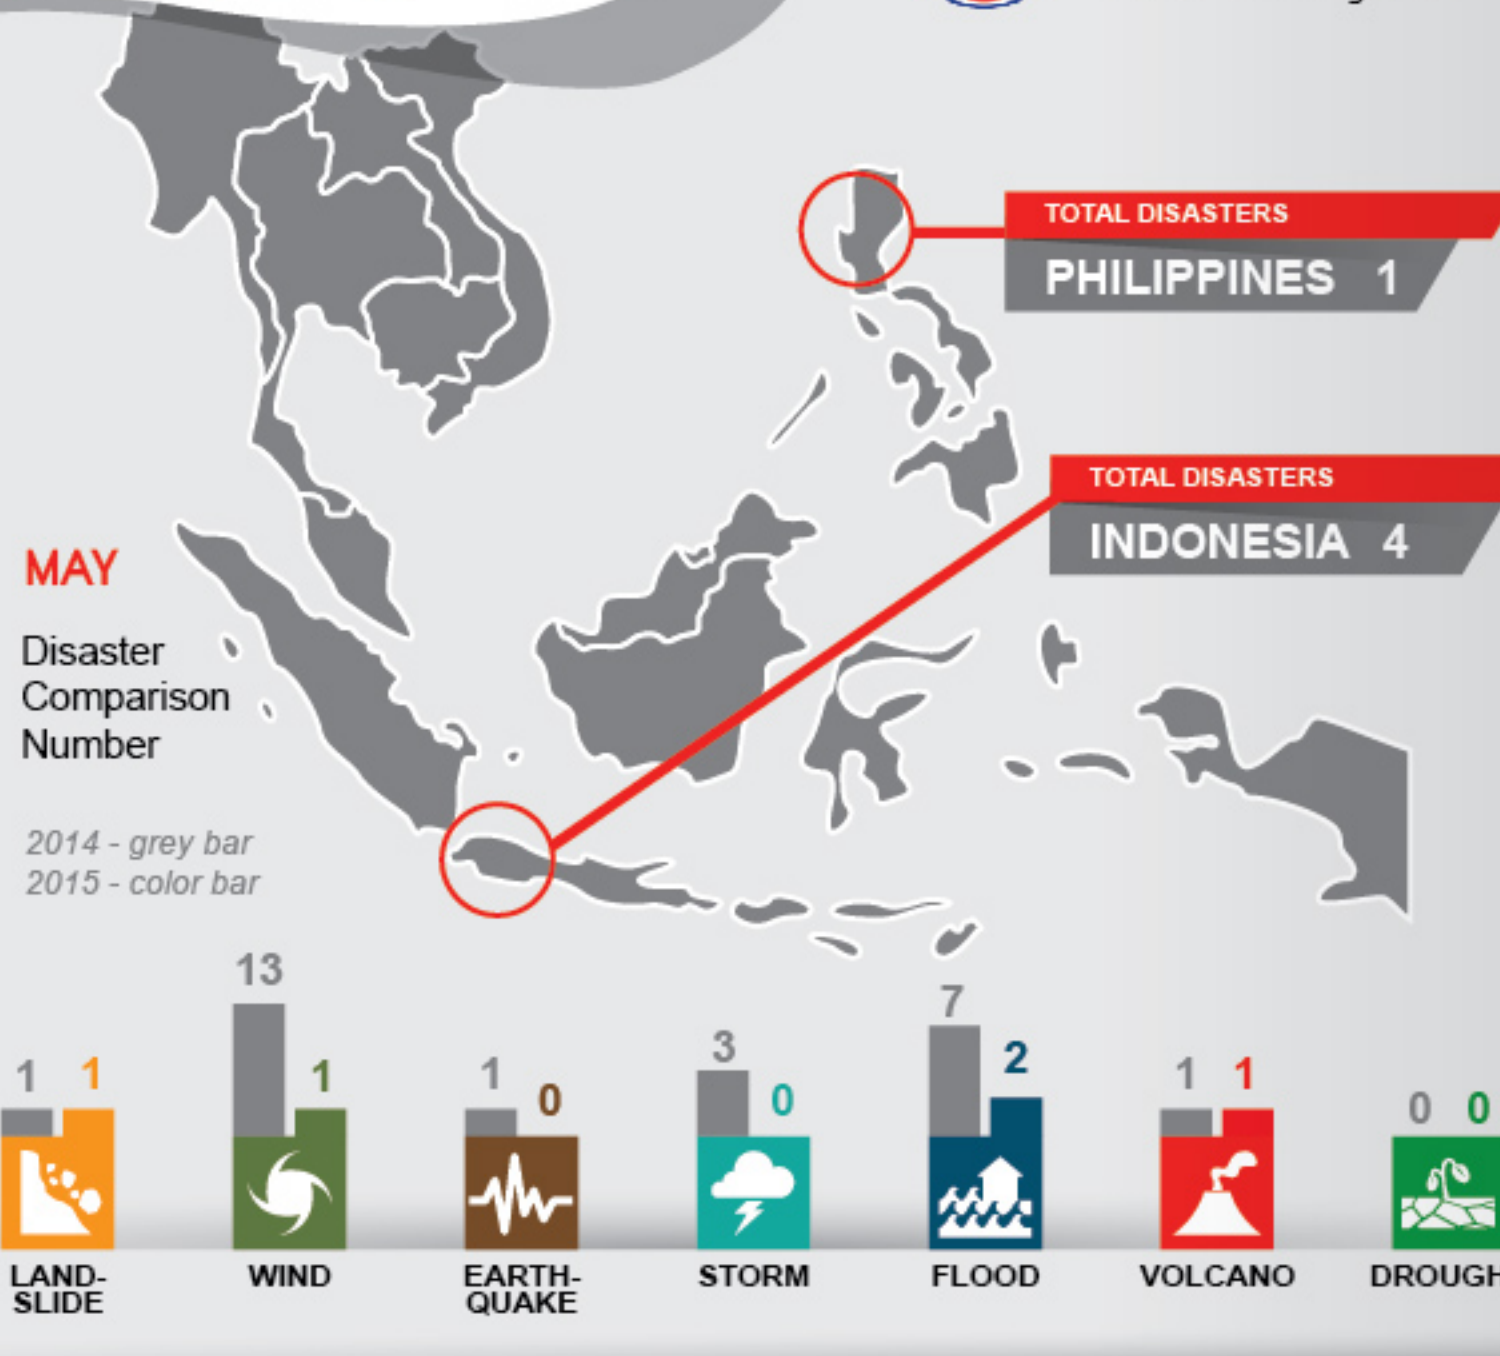 TOTAL DISASTERS
PHILIPPINES 1
TOTAL DISASTERS
INDONESIA 4
MAY
Disaster
Comparison
Number
2014 - grey bar
2015 - color bar
1 1
13 1
1 0
3 0
7 2
1 1
0 0
LAND-
SLIDE
WIND
EARTH-
QUAKE
STORM
FLOOD
VOLCANO
DROUGH